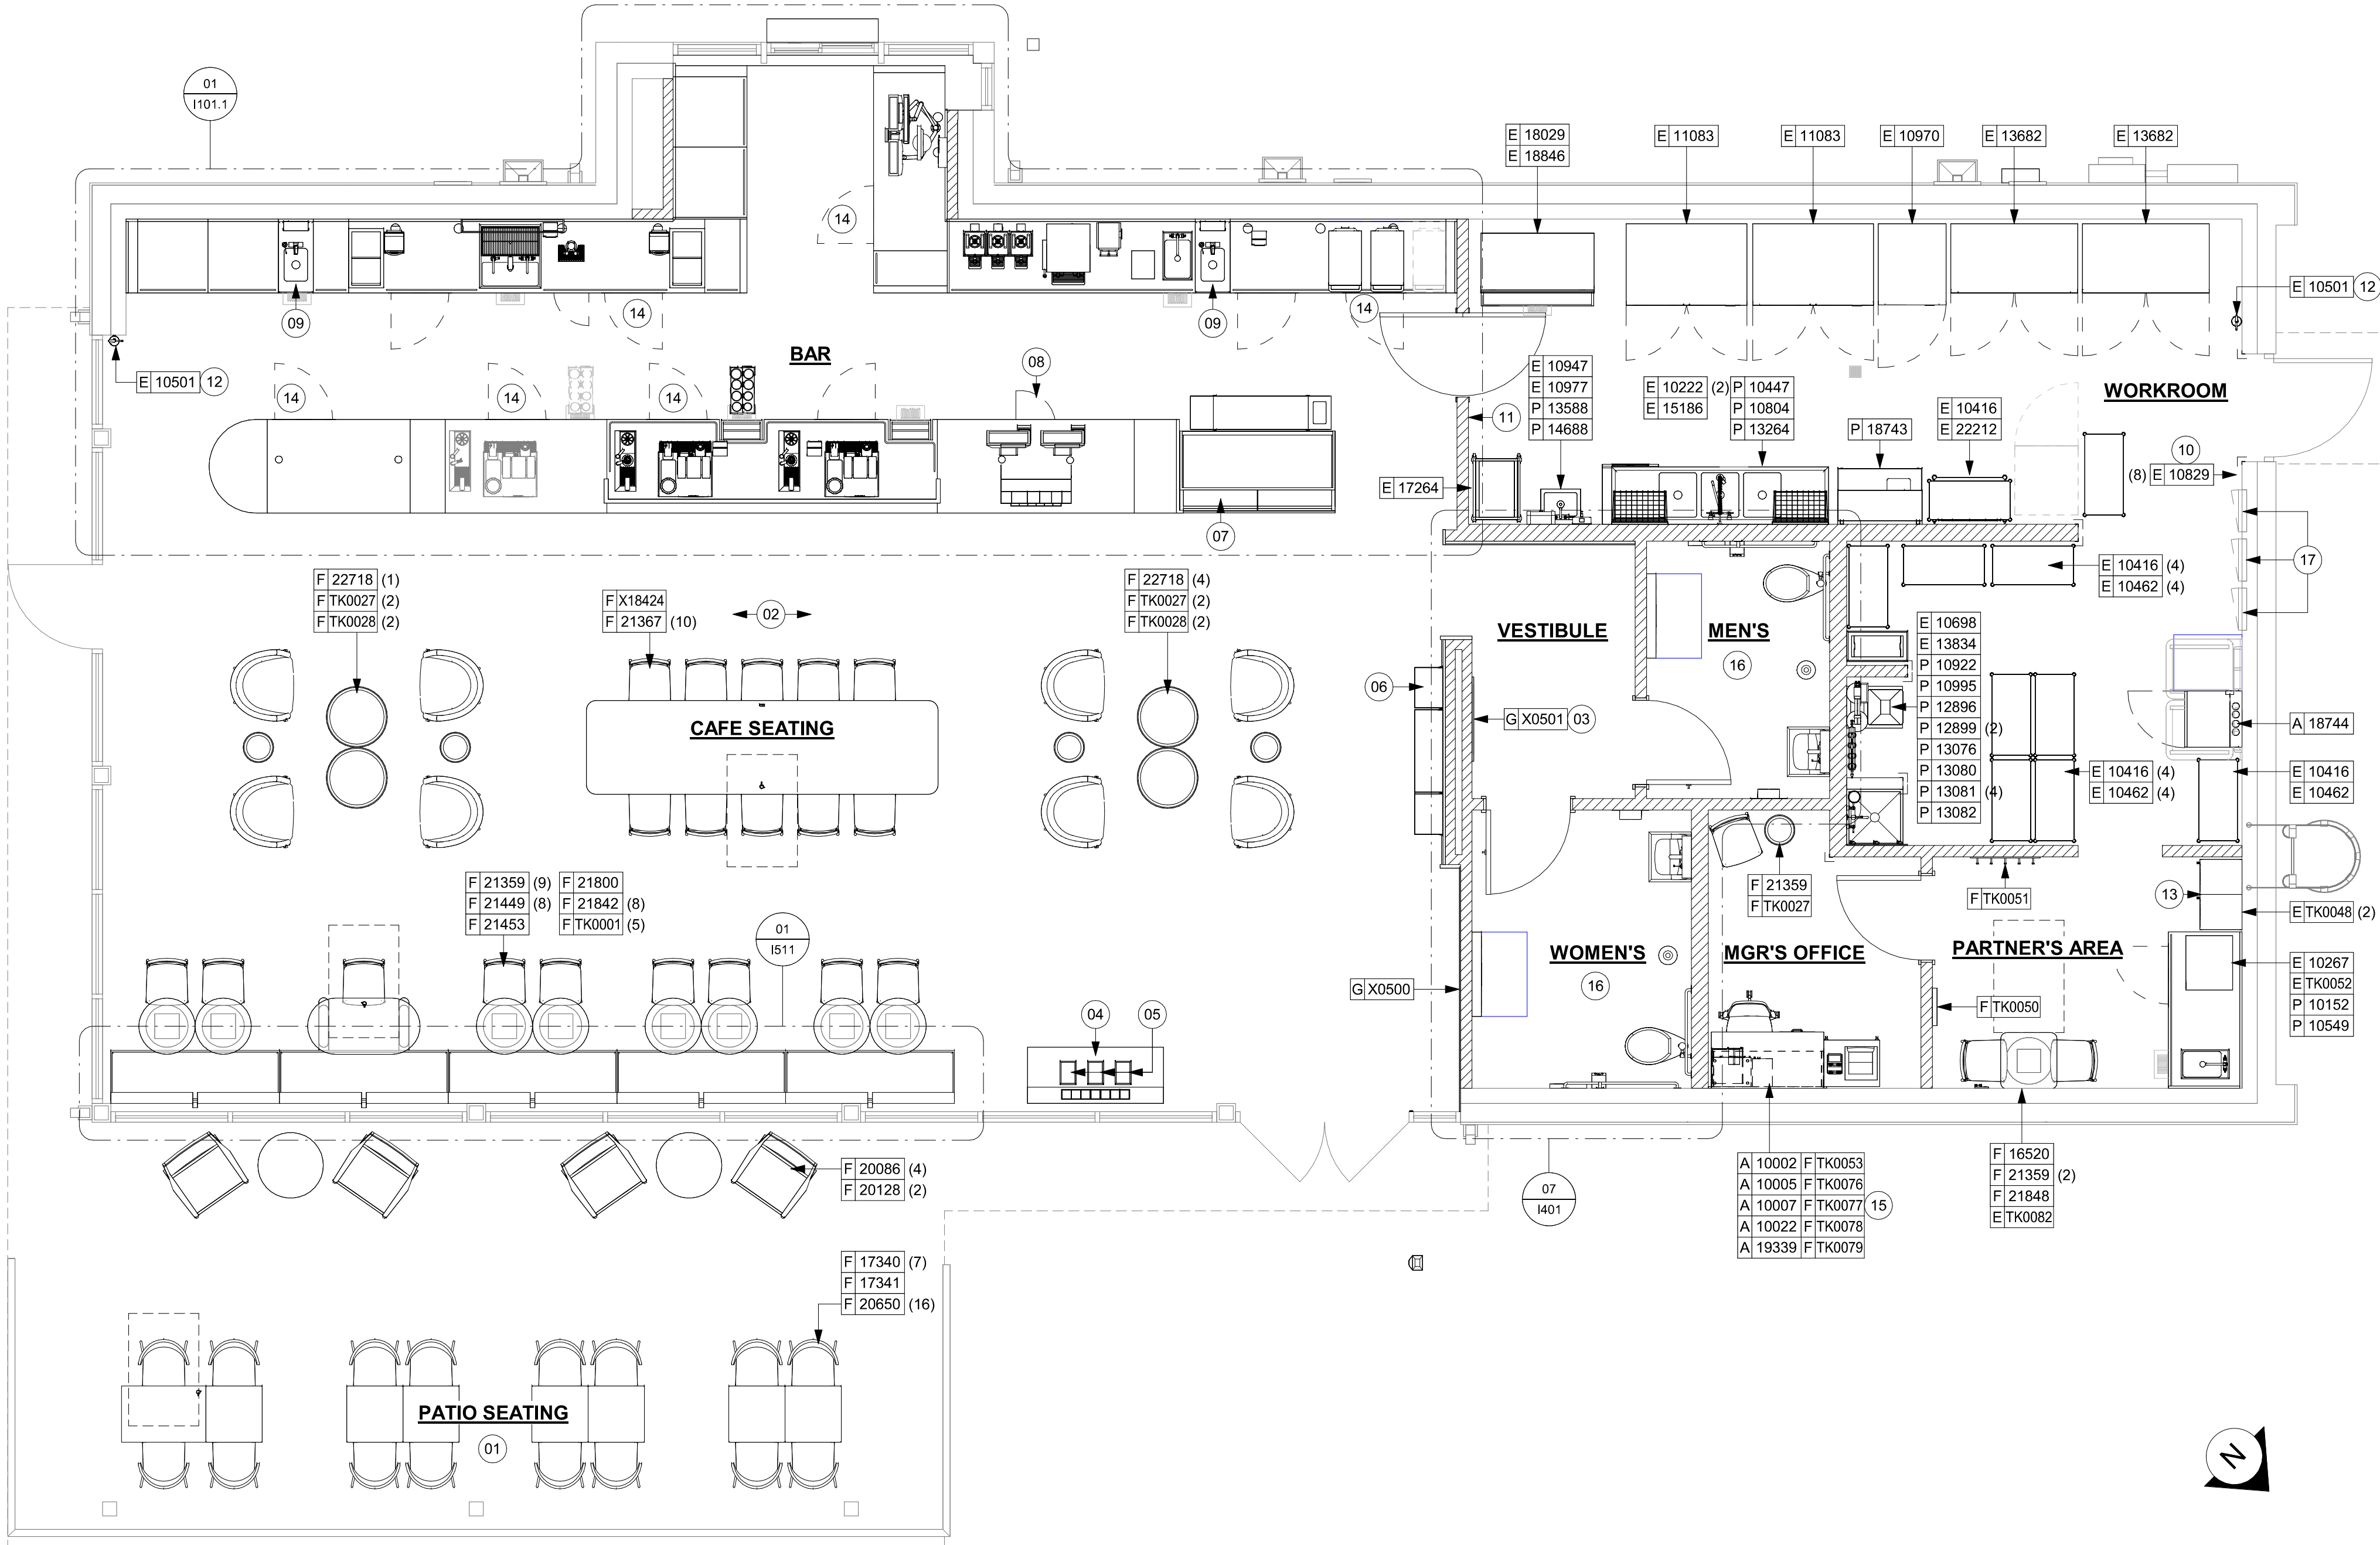 01
I101.1
E 18029
E 18846
E 11083
E 11083
E 10970
E 13682
E 13682
14
E 10501 12
09
14
09
14
BAR
08
E 10501 12
14
14
14
11
E 10947
E 10977
P 13588
P 14688
E 10222 (2) P 10447
E 15186 P 10804
P 13264
P 18743
E 10416
E 22212
WORKROOM
10
(8) E 10829
E 17264
07
17
F 22718 (1)
F TK0027 (2)
F TK0028 (2)
F X18424
F 21367 (10)
02
F 22718 (4)
F TK0027 (2)
F TK0028 (2)
E 10416 (4)
E 10462 (4)
VESTIBULE
MEN'S
16
E 10698
E 13834
P 10922
P 10995
P 12896
P 12899 (2)
P 13076
P 13080
P 13081 (4)
P 13082
06
G X0501 03
CAFE SEATING
A 18744
E 10416 (4)
E 10462 (4)
E 10416
E 10462
F 21359 (9) F 21800
F 21449 (8) F 21842 (8)
F 21453 F TK0001 (5)
01
I511
F 21359
F TK0027
F TK0051
13
E TK0048 (2)
WOMEN'S
16
MGR'S OFFICE
PARTNER'S AREA
E 10267
E TK0052
P 10152
P 10549
G X0500
F TK0050
04
05
F 20086 (4)
F 20128 (2)
07
I401
A 10002 F TK0053
A 10005 F TK0076
A 10007 F TK0077 15
A 10022 F TK0078
A 19339 F TK0079
F 16520
F 21359 (2)
F 21848
E TK0082
F 17340 (7)
F 17341
F 20650 (16)
PATIO SEATING
01
N